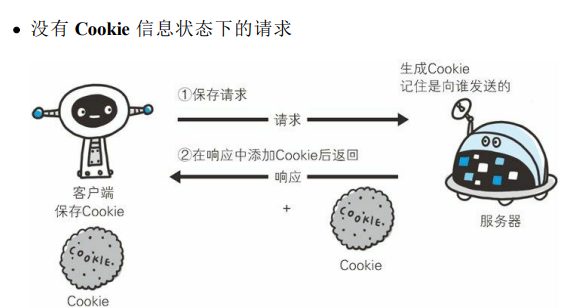 • 没有 Cookie 信息状态下的请求
生成Cookie
记住是向谁发送的
①保存请求
请求
②在响应中添加Cookie后返回
响应
客户端
保存Cookie
+
COOKIE.
服务器
COOKIE.
Cookie
Cookie